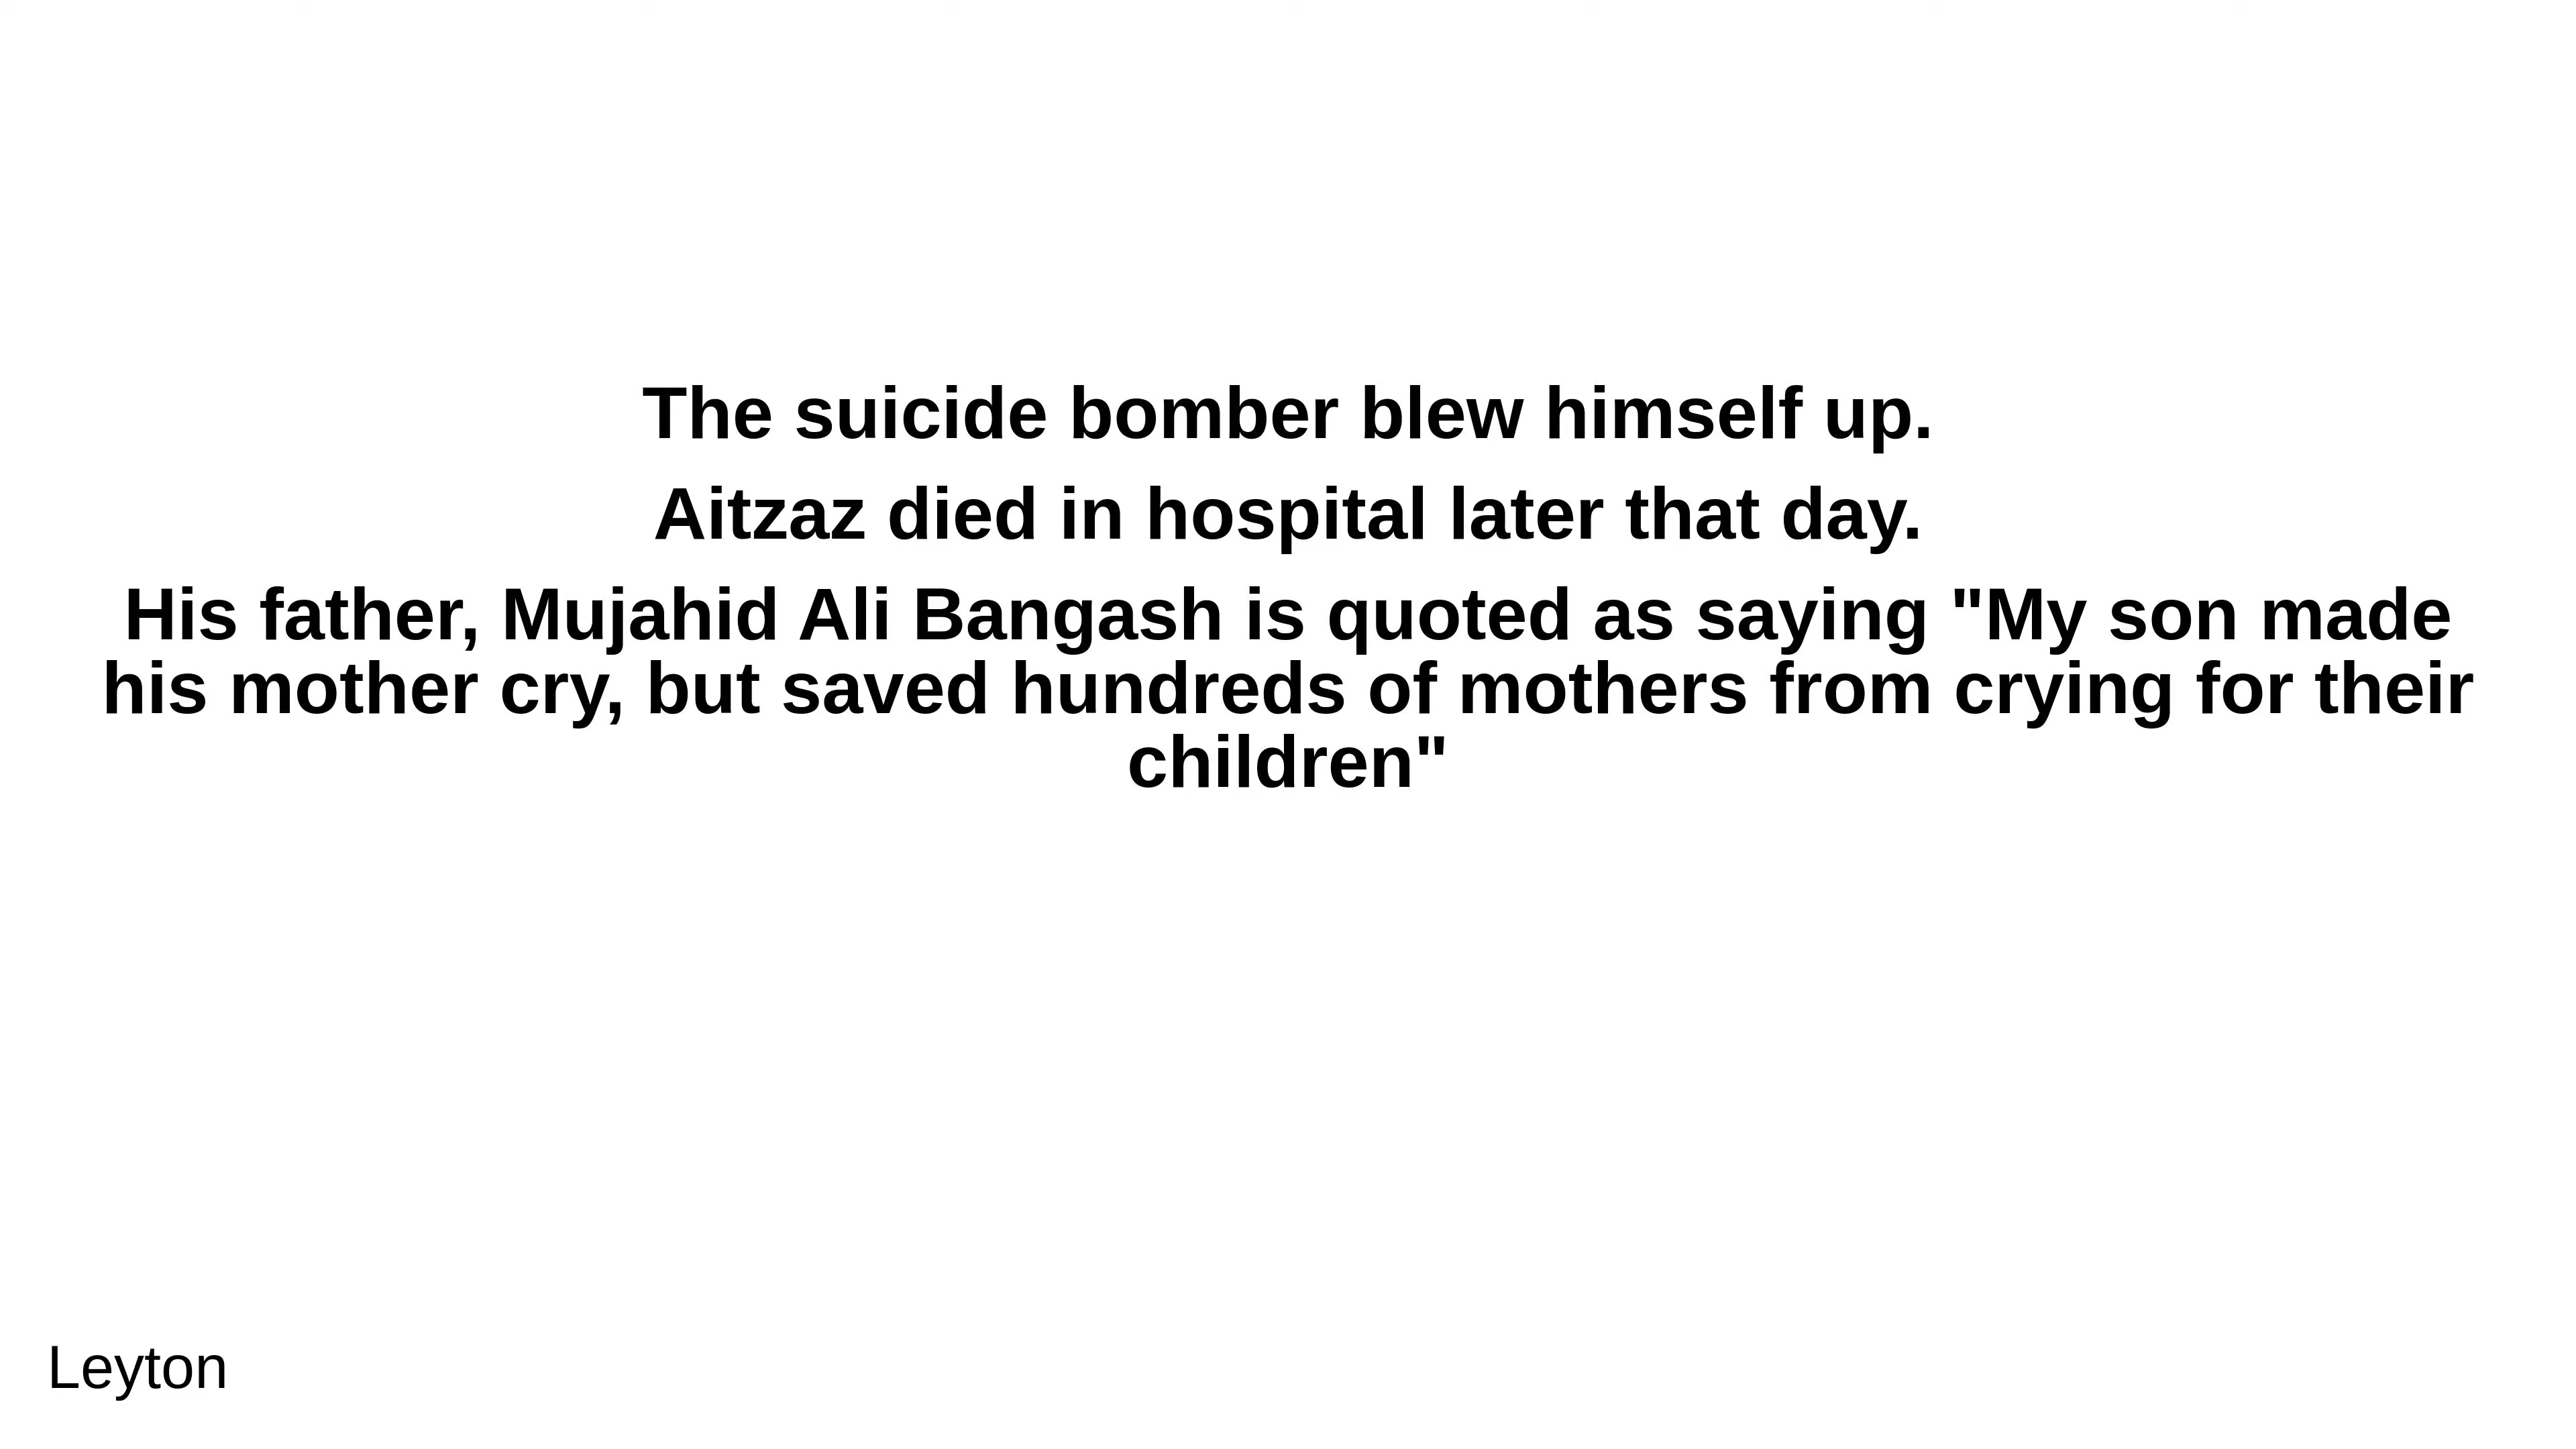 The suicide bomber blew himself up.
Aitzaz died in hospital later that day.
His father, Mujahid Ali Bangash is quoted as saying "My son made
his mother cry, but saved hundreds of mothers from crying for their
children"
Leyton